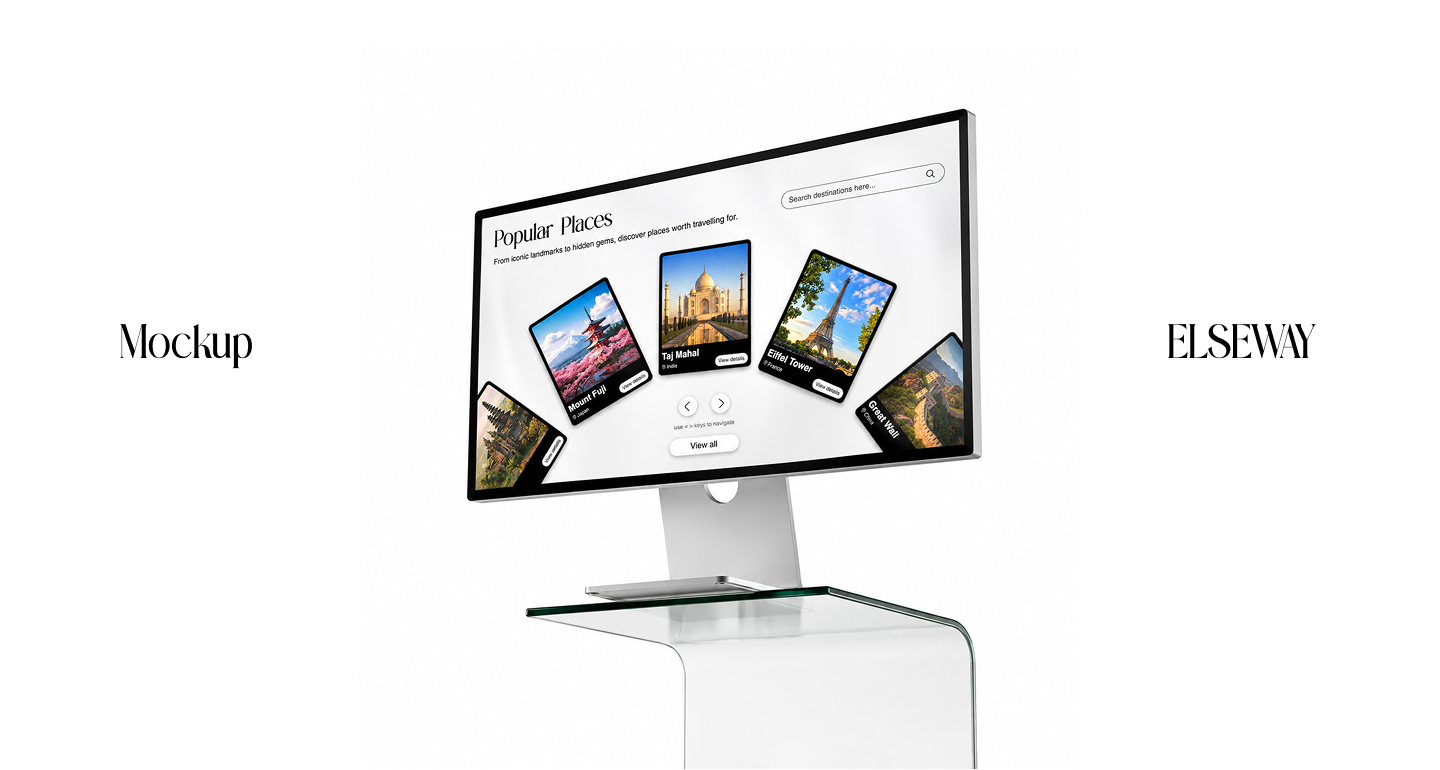 Mockup
ELSEWAY
Popular Places
From iconic landmarks to hidden gems, discover places worth travelling for.
Search destinations here...
View details
Mount Fuji
Japan
View details
Taj Mahal
India
View details
Eiffel Tower
France
View details
Great Wall
China
use < > keys to navigate
View all